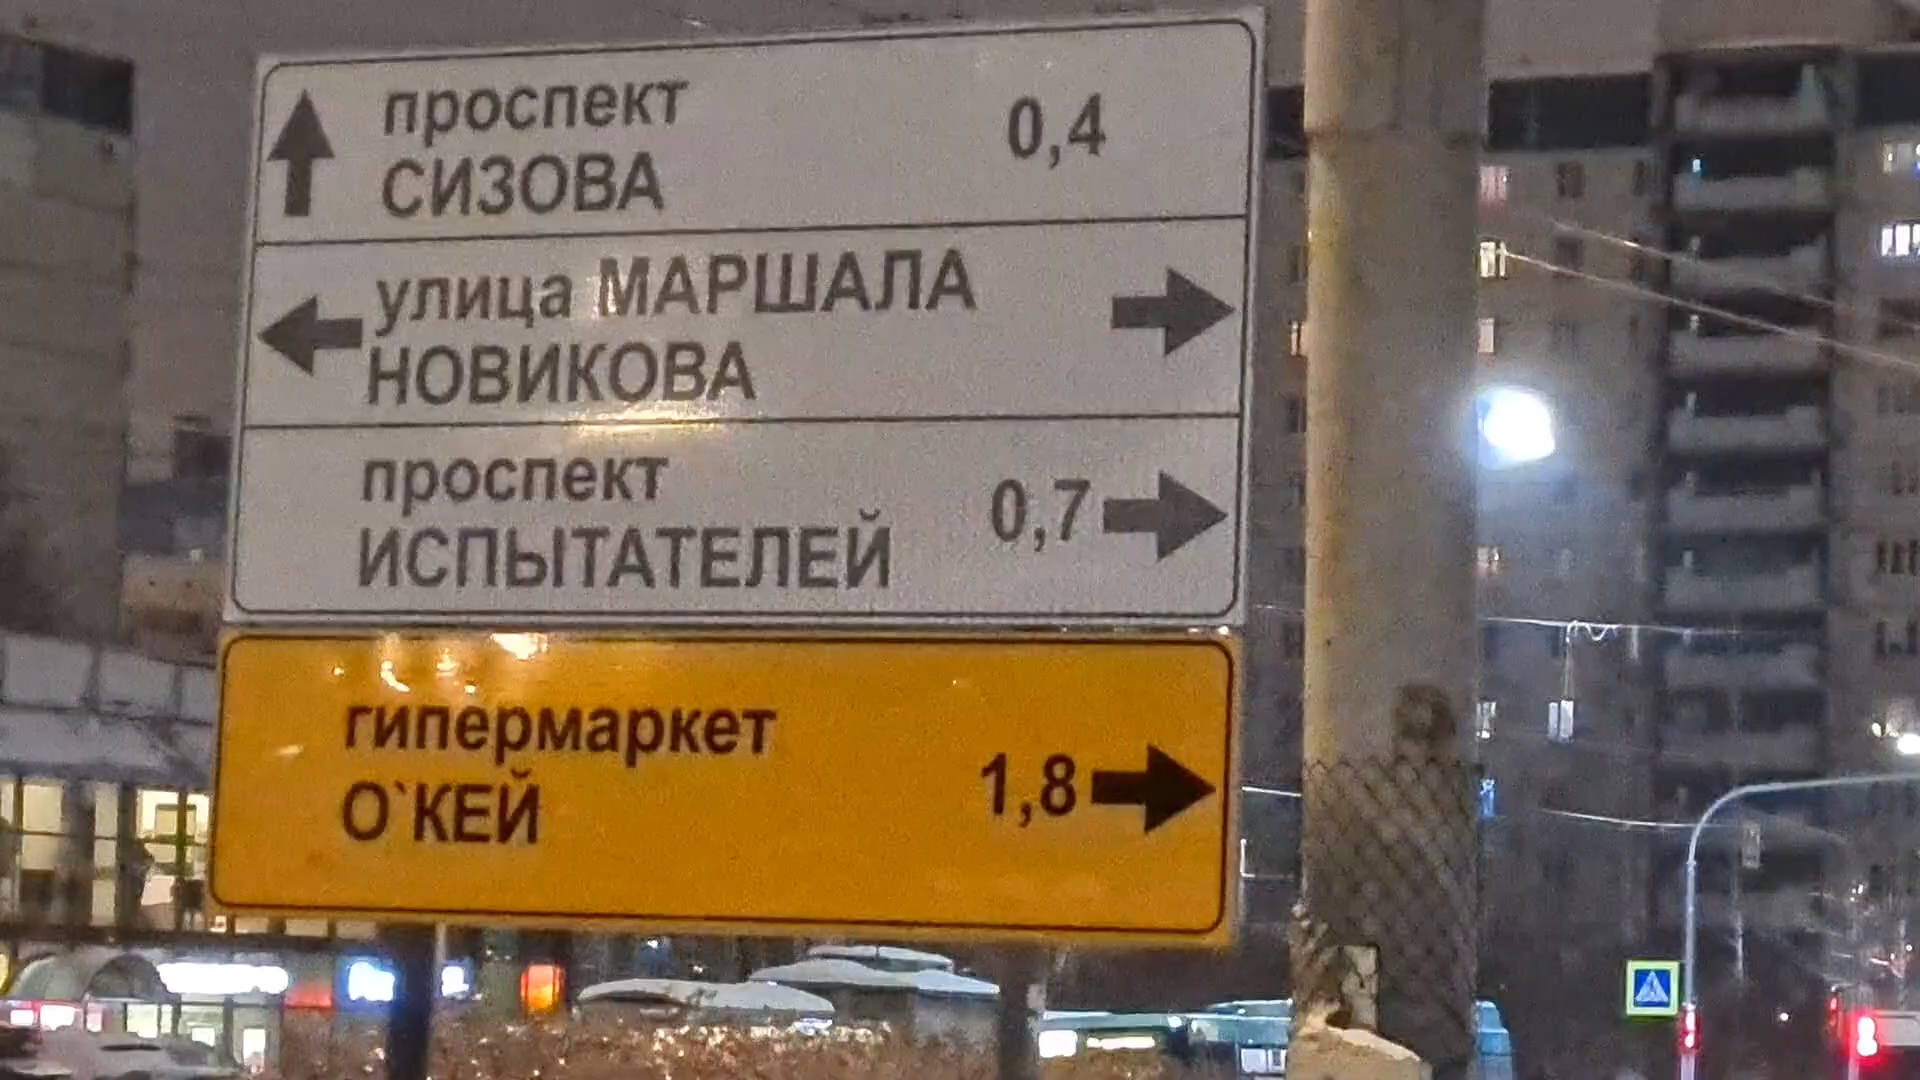 проспект
СИЗОВА 0,4
улица МАРШАЛА
НОВИКОВА
проспект
ИСПЫТАТЕЛЕЙ 0,7
гипермаркет
О`КЕЙ 1,8